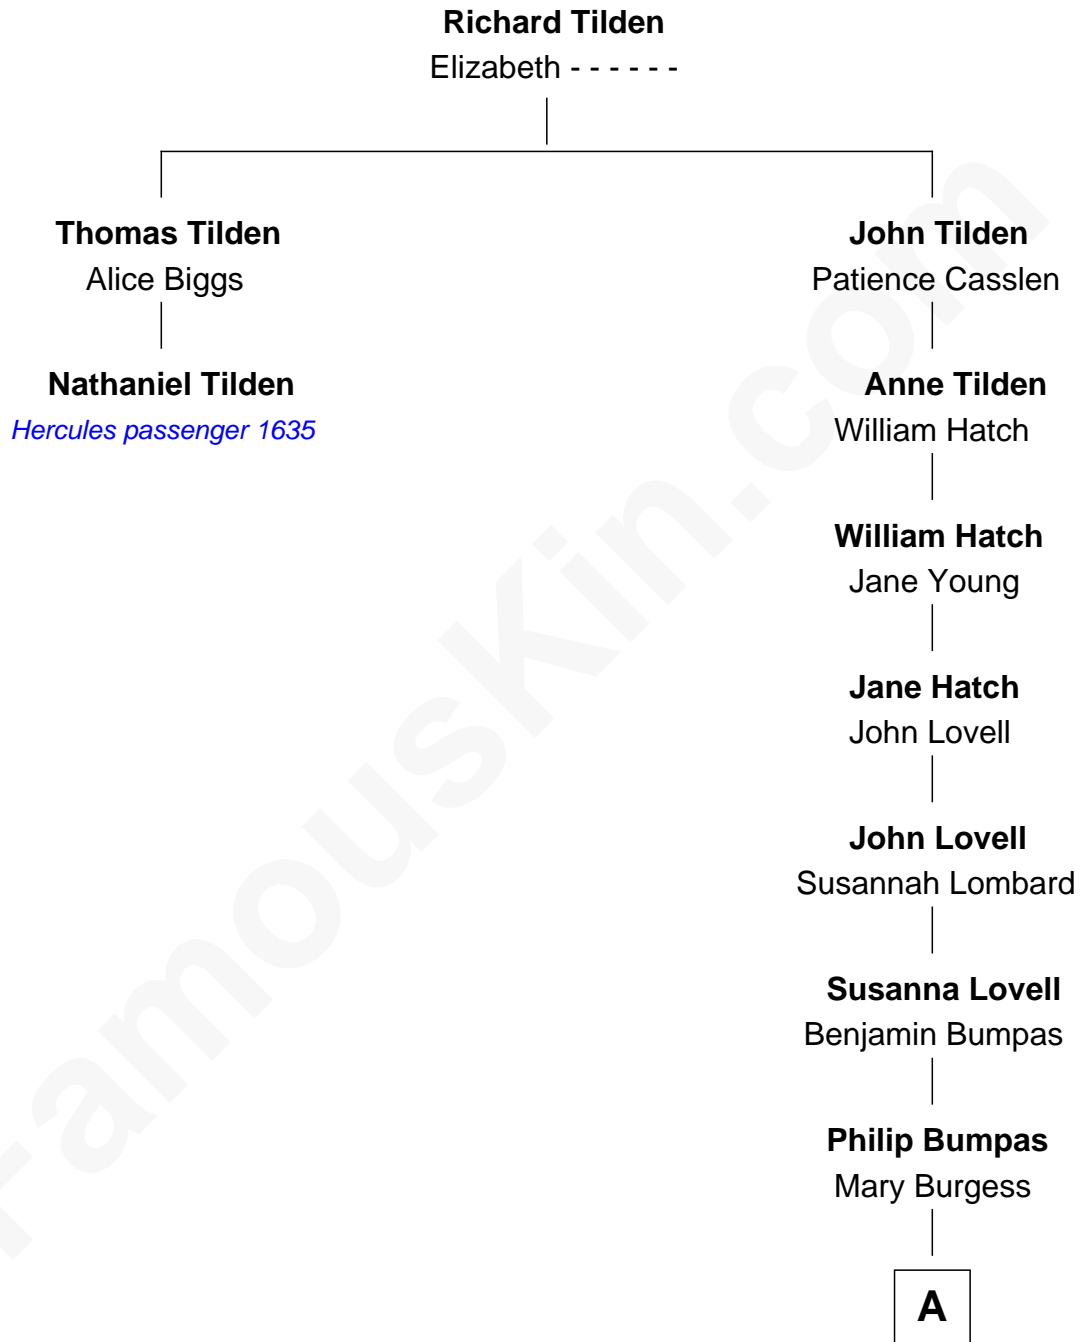 Richard Tilden
Elizabeth - - - - - -
Thomas Tilden
Alice Biggs
Nathaniel Tilden
Hercules passenger 1635
John Tilden
Patience Casslen
Anne Tilden
William Hatch
William Hatch
Jane Young
Jane Hatch
John Lovell
John Lovell
Susannah Lombard
Susanna Lovell
Benjamin Bumpas
Philip Bumpas
Mary Burgess
A
FamousKin.com